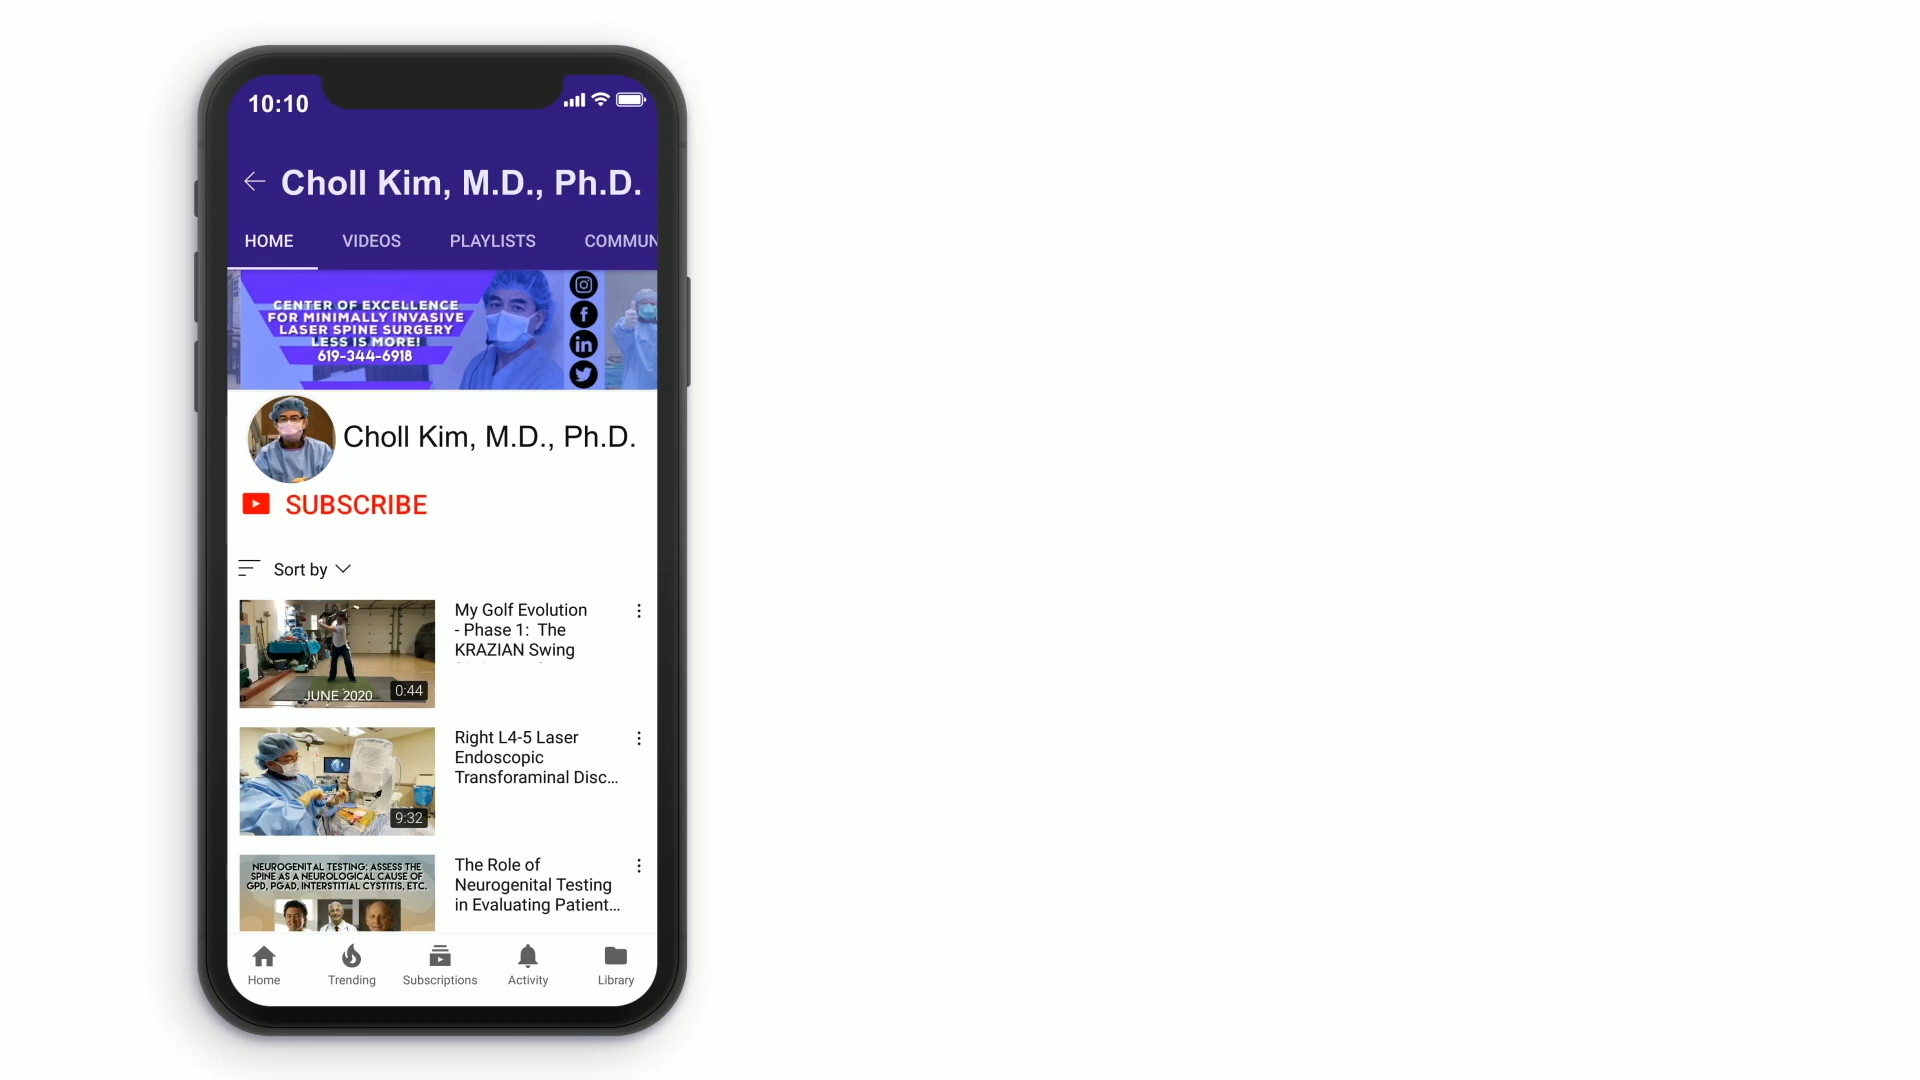 10:10
Choll Kim, M.D., Ph.D.
HOME VIDEOS PLAYLISTS COMMUN
CENTER OF EXCELLENCE
FOR MINIMALLY INVASIVE
LASER SPINE SURGERY
LESS IS MORE!
619-344-6918
Choll Kim, M.D., Ph.D.
SUBSCRIBE
Sort by
JUNE 2020
0:44
My Golf Evolution
- Phase 1: The
KRAZIAN Swing
9:32
Right L4-5 Laser
Endoscopic
Transforaminal Disc...
NEUROGENITAL TESTING: ASSESS THE
SPINE AS A NEUROLOGICAL CAUSE OF
GPD, PGAD, INTERSTITIAL CYSTITIS, ETC.
The Role of
Neurogenital Testing
in Evaluating Patient...
Home Trending Subscriptions Activity Library